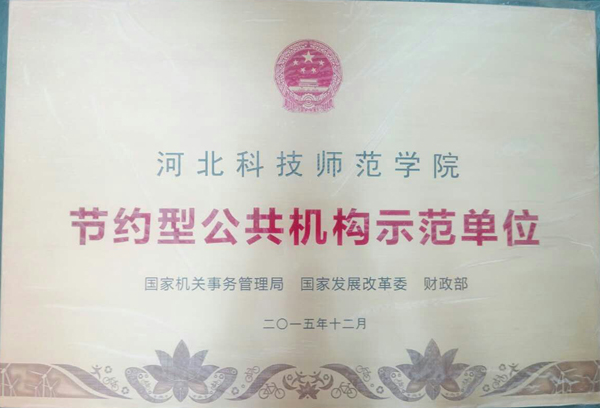 河北科技师范学院
节约型公共机构示范单位
国家机关事务管理局 国家发展改革委 财政部
二〇一五年十二月